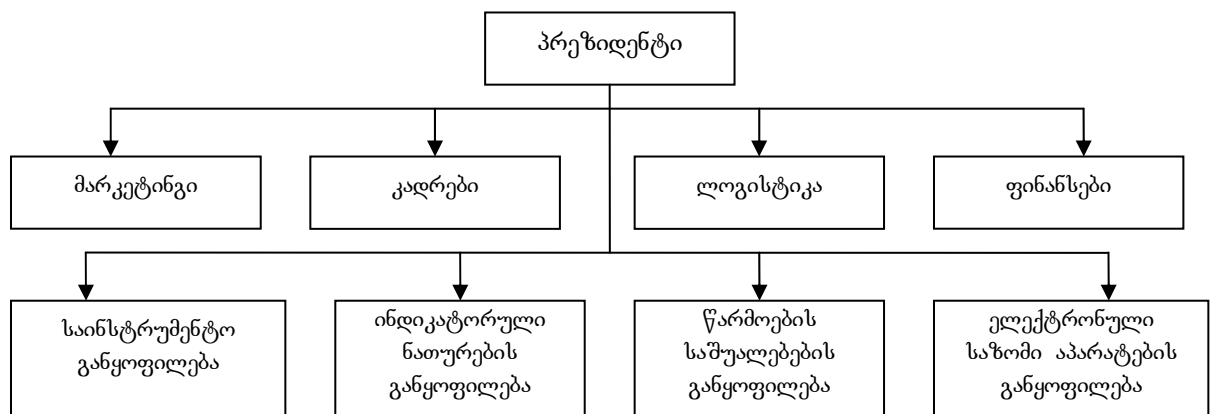 პრეზიდენტი
მარკეტინგი
კადრები
ლოგისტიკა
ფინანსები
საინსტრუმენტო
განყოფილება
ინდიკატორული
ნათურების
განყოფილება
წარმოების
საშუალებების
განყოფილება
ელექტრონული
საზომი აპარატების
განყოფილება